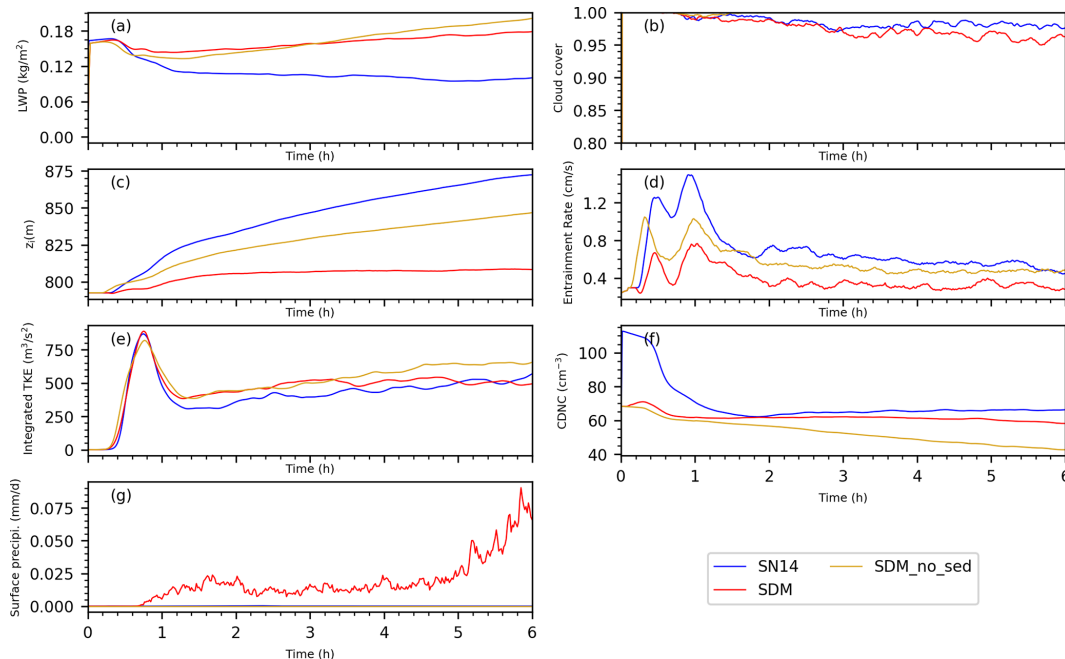 (a)
0.18
0.12
0.06
0.00
LWP (kg/m²)
Time (h)
(b)
1.00
0.95
0.90
0.85
0.80
Cloud cover
Time (h)
(c)
875
850
825
800
zᵢ(m)
(d)
1.2
0.8
0.4
Entrainment Rate (cm/s)
(e)
750
500
250
0
Integrated TKE (m³/s²)
Time (h)
(f)
100
80
60
40
CDNC (cm⁻³)
0 1 2 3 4 5 6
Time (h)
(g)
0.075
0.050
0.025
0.000
Surface precipi. (mm/d)
0 1 2 3 4 5 6
Time (h)
SN14
SDM
SDM_no_sed